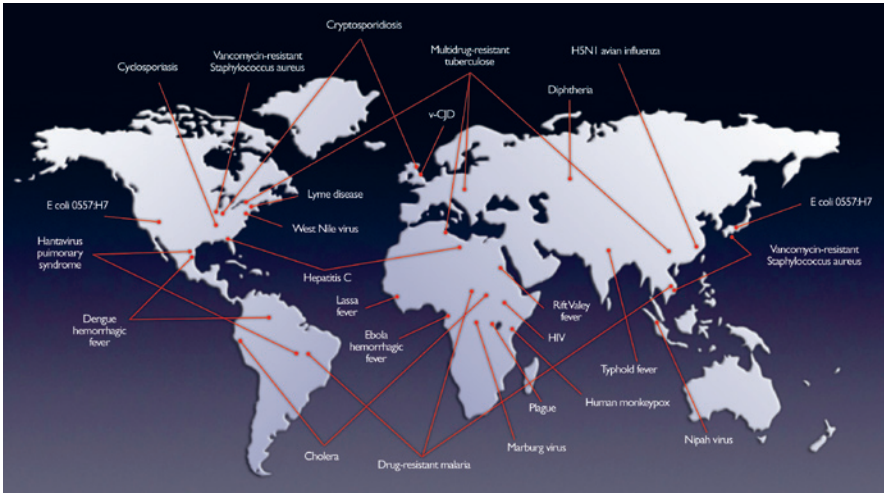 Cryptosporidiosis
Vancomycin-resistant
Staphylococcus aureus
Multidrug-resistant
tuberculose
H5N1 avian influenza
Cyclosporiasis
Diphtheria
v-CJD
Lyme disease
E coli 0557:H7
E coli 0557:H7
West Nile virus
Hantavirus
pulmonary
syndrome
Vancomycin-resistant
Staphylococcus aureus
Hepatitis C
Lassa
fever
Rift Valey
fever
Dengue
hemorrhagic
fever
Ebola
hemorrhagic
fever
HIV
Typhold fever
Plague
Human monkeypox
Marburg virus
Nipah virus
Cholera
Drug-resistant malaria